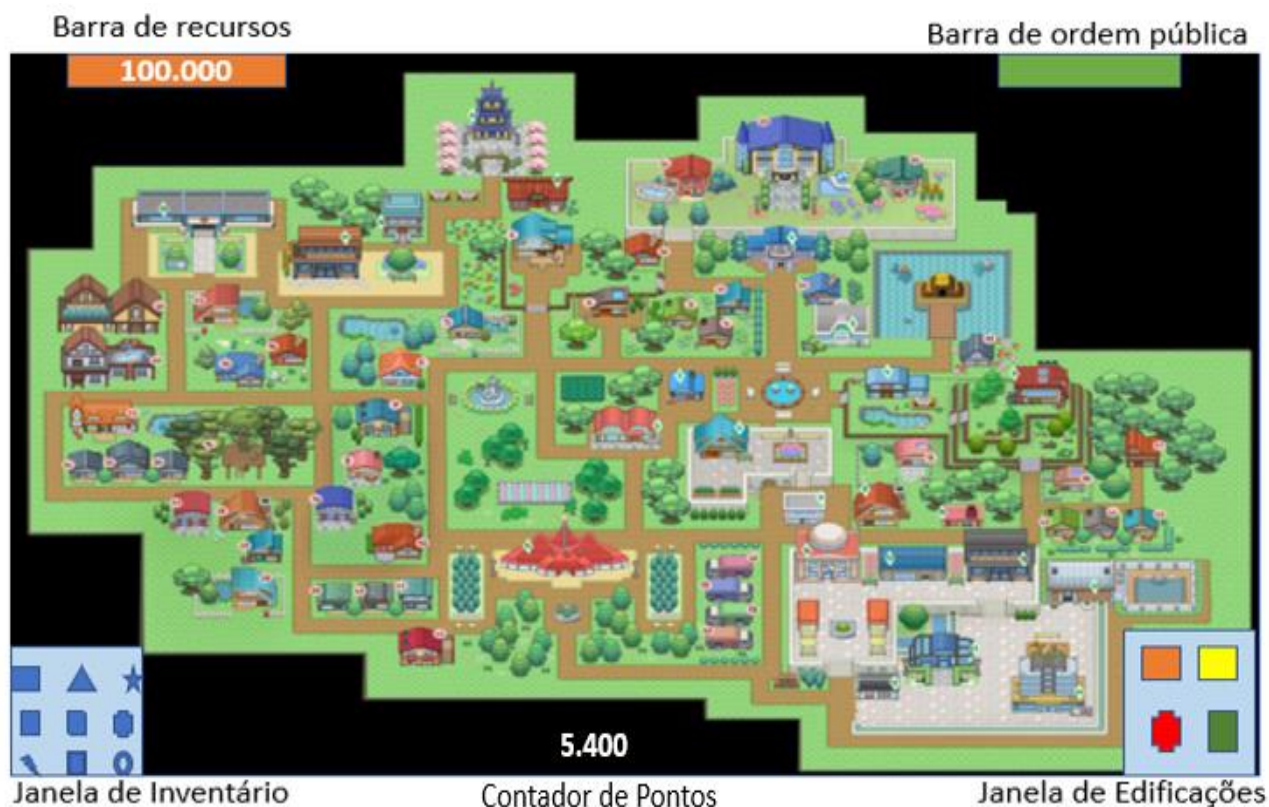 Barra de recursos
Barra de ordem pública
100.000
5.400
Janela de Inventário
Contador de Pontos
Janela de Edificações